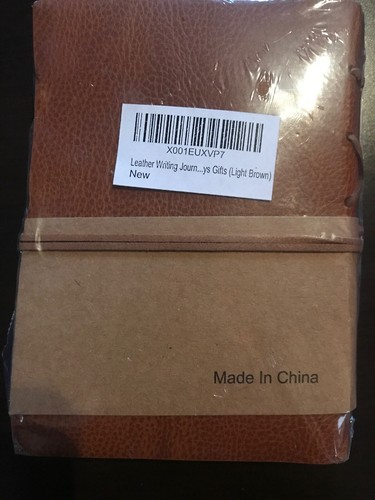 X001EUXVP7
Leather Writing Journ...ys Gifts (Light Brown)
New
Made In China